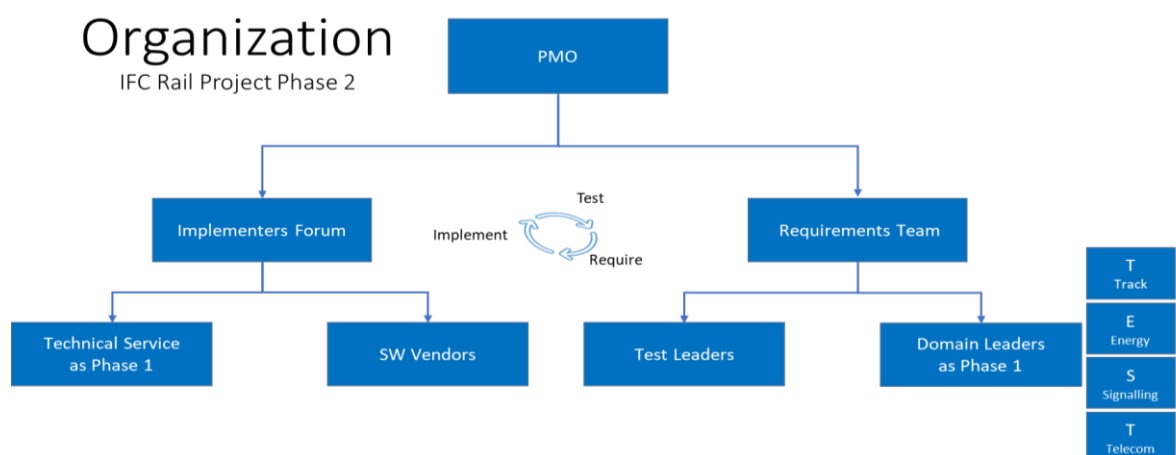 Organization
IFC Rail Project Phase 2
PMO
Implementers Forum
Test
Implement
Require
Requirements Team
Technical Service
as Phase 1
SW Vendors
Test Leaders
Domain Leaders
as Phase 1
T
Track
E
Energy
S
Signalling
T
Telecom